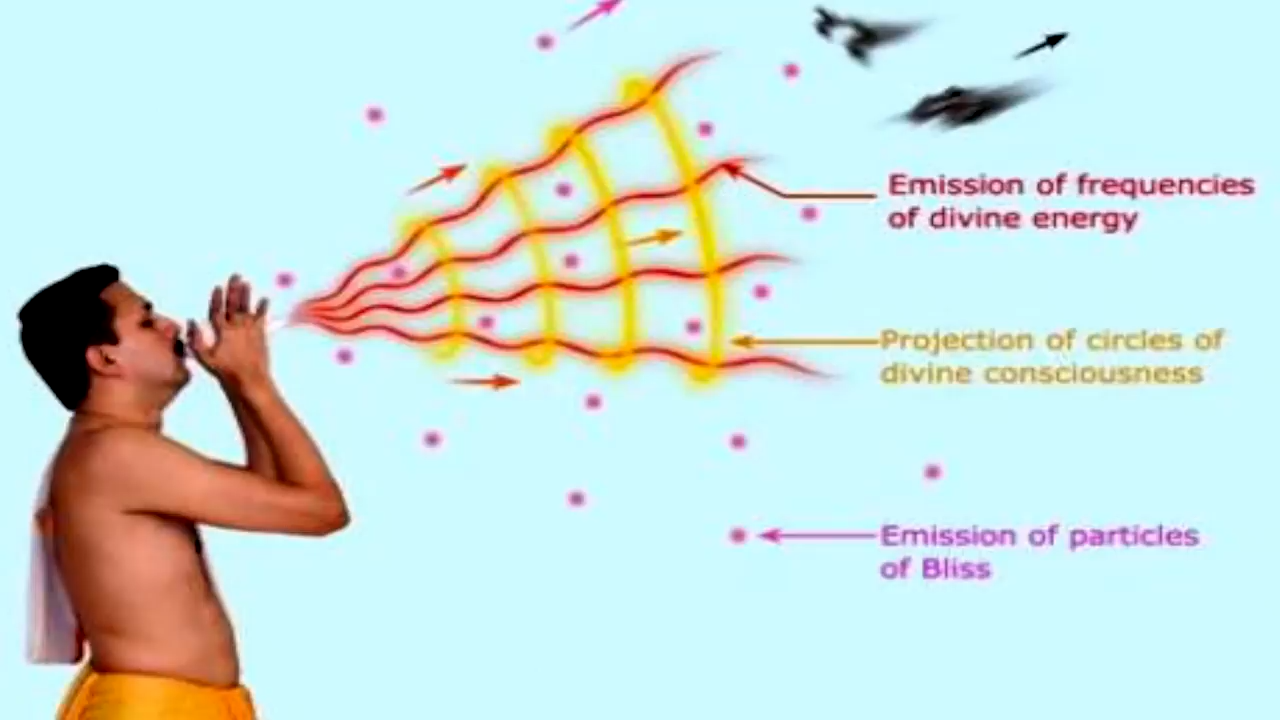 Emission of frequencies
of divine energy
Projection of circles of
divine consciousness
Emission of particles
of Bliss